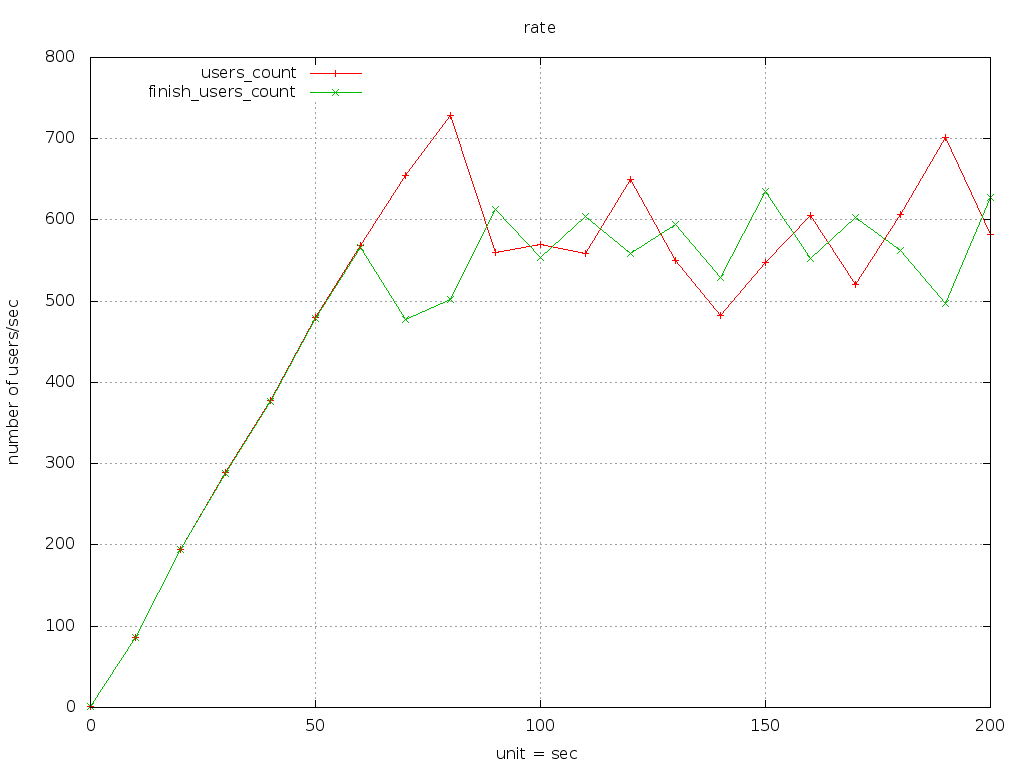 rate
users_count
finish_users_count
800
700
600
500
400
300
200
100
0
number of users/sec
0 50 100 150 200
unit = sec